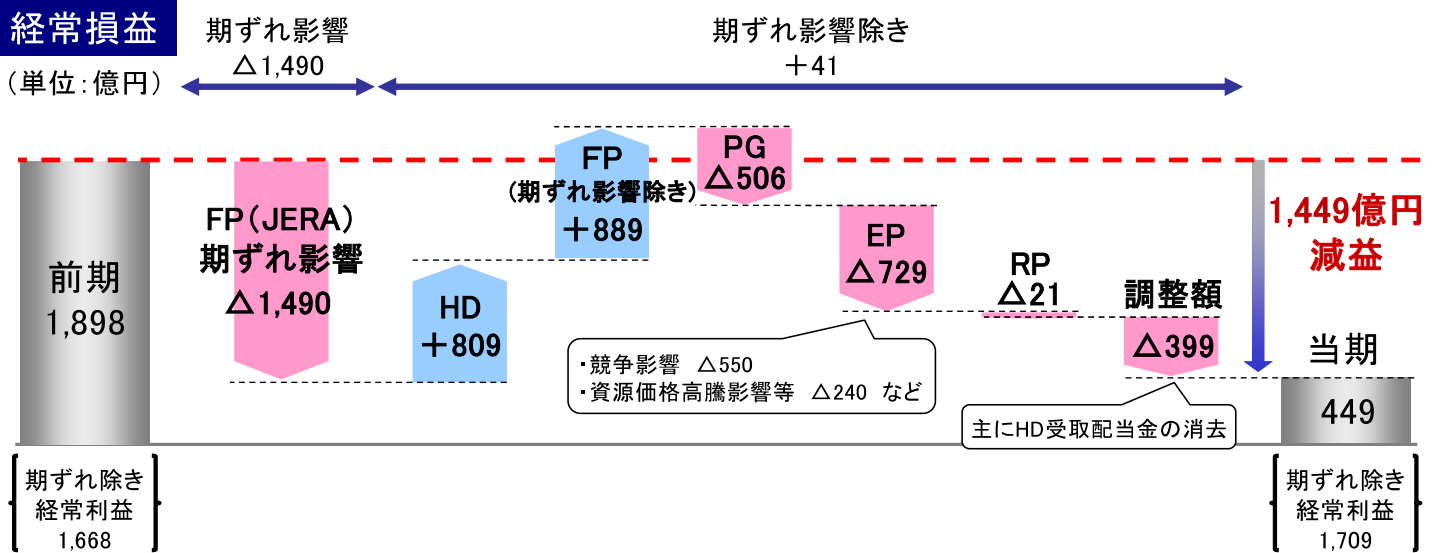 経常損益
（単位：億円）
期ずれ影響
△1,490
期ずれ影響除き
＋41
前期
1,898
FP（JERA）
期ずれ影響
△1,490
HD
＋809
FP
（期ずれ影響除き）
＋889
PG
△506
EP
△729
・競争影響　△550
・資源価格高騰影響等　△240　など
RP
△21
調整額
△399
主にHD受取配当金の消去
1,449億円
減益
当期
449
期ずれ除き
経常利益
1,668
期ずれ除き
経常利益
1,709